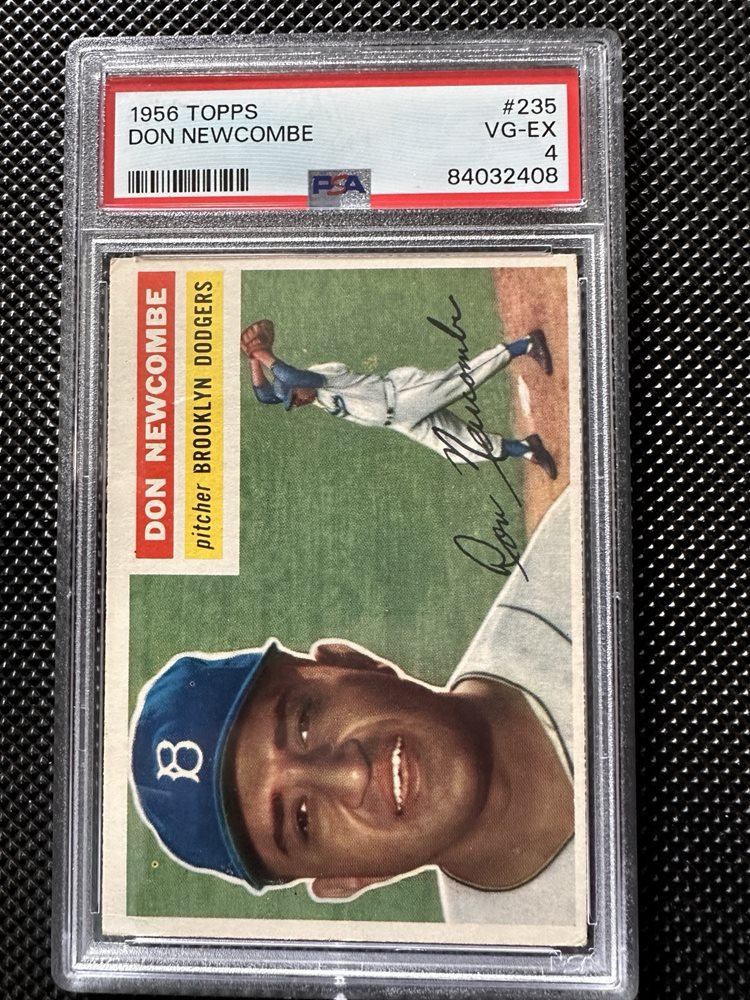 1956 TOPPS #235
DON NEWCOMBE VG-EX
4
PSA 84032408
DON NEWCOMBE
pitcher BROOKLYN DODGERS
Don Newcombe
B